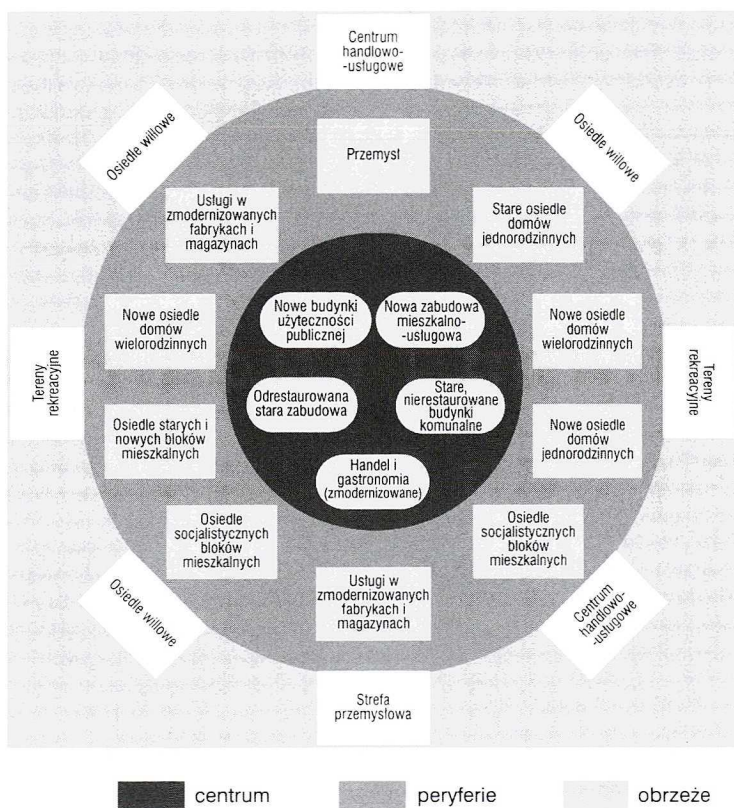 Centrum
handlowo-
-usługowe
Osiedle willowe
Osiedle willowe
Przemysł
Usługi w
zmodernizowanych
fabrykach i
magazynach
Stare osiedle
domów
jednorodzinnych
Nowe budynki
użyteczności
publicznej
Nowa zabudowa
mieszkalno-
-usługowa
Nowe osiedle
domów
wielorodzinnych
Nowe osiedle
domów
wielorodzinnych
Tereny
rekreacyjne
Tereny
rekreacyjne
Odrestaurowana
stara zabudowa
Stare,
nierestaurowane
budynki
komunalne
Osiedle starych i
nowych bloków
mieszkalnych
Nowe osiedle
domów
jednorodzinnych
Handel i
gastronomia
(zmodernizowane)
Osiedle
socjalistycznych
bloków
mieszkalnych
Osiedle
socjalistycznych
bloków
mieszkalnych
Usługi w
zmodernizowanych
fabrykach i
magazynach
Osiedle willowe
Centrum
handlowo-
-usługowe
Strefa
przemysłowa
centrum
peryferie
obrzeże